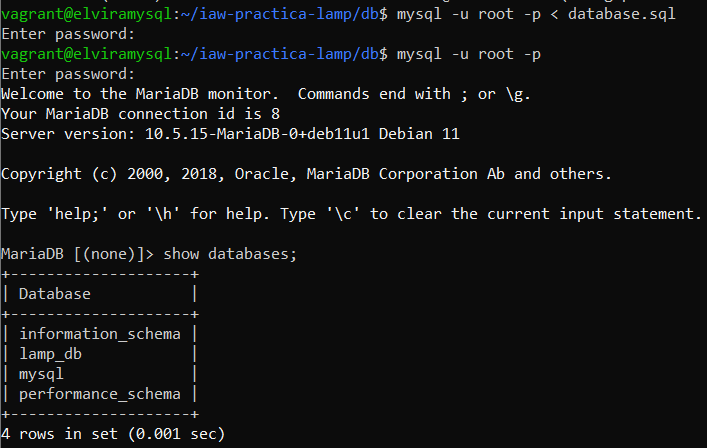 vagrant@elviramysql:~/iaw-practica-lamp/db$ mysql -u root -p < database.sql
Enter password:
vagrant@elviramysql:~/iaw-practica-lamp/db$ mysql -u root -p
Enter password:
Welcome to the MariaDB monitor.  Commands end with ; or \g.
Your MariaDB connection id is 8
Server version: 10.5.15-MariaDB-0+deb11u1 Debian 11

Copyright (c) 2000, 2018, Oracle, MariaDB Corporation Ab and others.

Type 'help;' or '\h' for help. Type '\c' to clear the current input statement.

MariaDB [(none)]> show databases;
+--------------------+
| Database           |
+--------------------+
| information_schema |
| lamp_db            |
| mysql              |
| performance_schema |
+--------------------+
4 rows in set (0.001 sec)